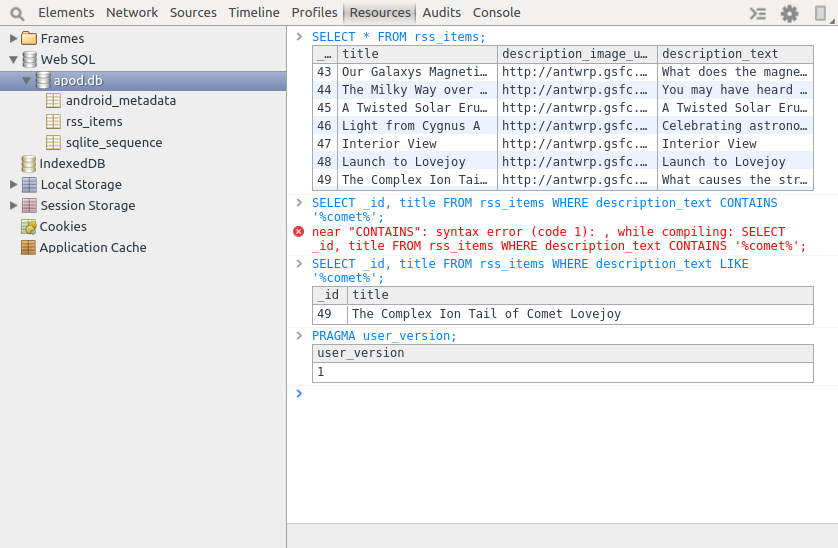 Elements Network Sources Timeline Profiles Resources Audits Console
Frames
Web SQL
apod.db
android_metadata
rss_items
sqlite_sequence
IndexedDB
Local Storage
Session Storage
Cookies
Application Cache
SELECT * FROM rss_items;
_… title description_image_u… description_text
43 Our Galaxys Magneti… http://antwrp.gsfc.… What does the magne…
44 The Milky Way over … http://antwrp.gsfc.… You may have heard …
45 A Twisted Solar Eru… http://antwrp.gsfc.… A Twisted Solar Eru…
46 Light from Cygnus A http://antwrp.gsfc.… Celebrating astrono…
47 Interior View http://antwrp.gsfc.… Interior View
48 Launch to Lovejoy http://antwrp.gsfc.… Launch to Lovejoy
49 The Complex Ion Tai… http://antwrp.gsfc.… What causes the str…
SELECT _id, title FROM rss_items WHERE description_text CONTAINS
'%comet%';
near "CONTAINS": syntax error (code 1): , while compiling: SELECT
_id, title FROM rss_items WHERE description_text CONTAINS '%comet%';
SELECT _id, title FROM rss_items WHERE description_text LIKE
'%comet%';
_id title
49 The Complex Ion Tail of Comet Lovejoy
PRAGMA user_version;
user_version
1